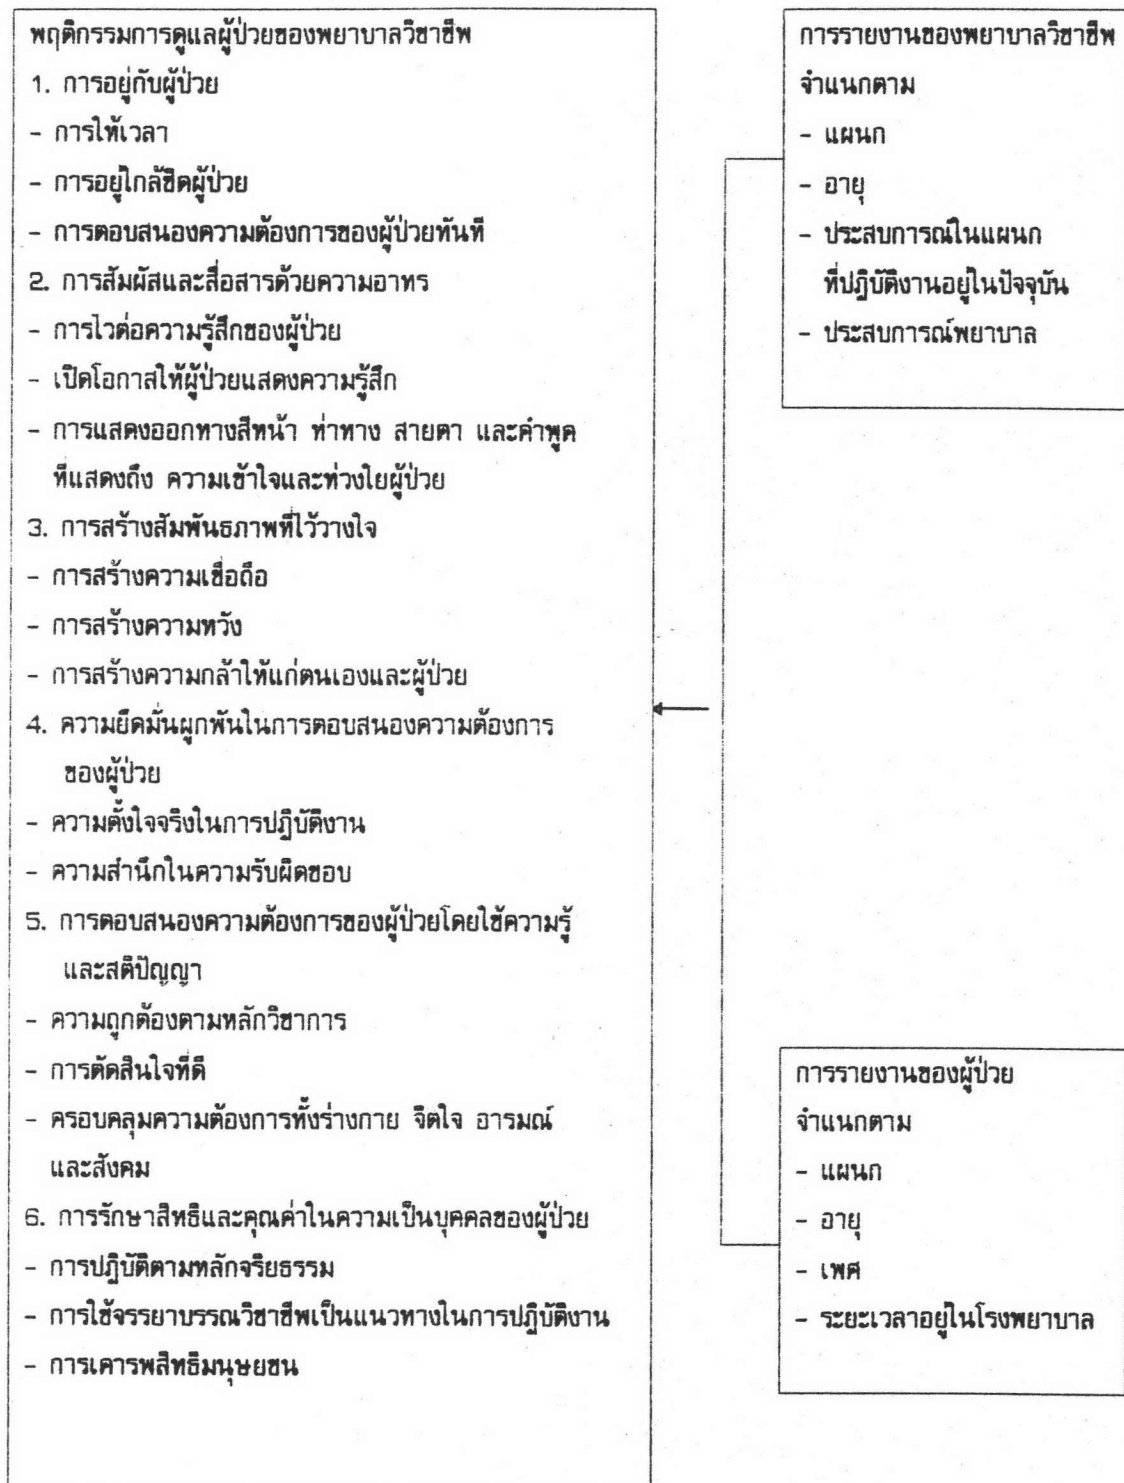 พฤติกรรมการดูแลผู้ป่วยของพยาบาลวิชาชีพ
1. การอยู่กับผู้ป่วย
- การให้เวลา
- การอยู่ใกล้ชิดผู้ป่วย
- การตอบสนองความต้องการของผู้ป่วยทันที
2. การสัมผัสและสื่อสารด้วยความอาทร
- การไวต่อความรู้สึกของผู้ป่วย
- เปิดโอกาสให้ผู้ป่วยแสดงความรู้สึก
- การแสดงออกทางสีหน้า ท่าทาง สายตา และคำพูด
ที่แสดงถึง ความเข้าใจและห่วงใยผู้ป่วย
3. การสร้างสัมพันธภาพที่ไว้วางใจ
- การสร้างความเชื่อถือ
- การสร้างความหวัง
- การสร้างความกล้าให้แก่ตนเองและผู้ป่วย
4. ความยึดมั่นผูกพันในการตอบสนองความต้องการ
ของผู้ป่วย
- ความตั้งใจจริงในการปฏิบัติงาน
- ความสำนึกในความรับผิดชอบ
5. การตอบสนองความต้องการของผู้ป่วยโดยใช้ความรู้
และสติปัญญา
- ความถูกต้องตามหลักวิชาการ
- การตัดสินใจที่ดี
- ครอบคลุมความต้องการทั้งร่างกาย จิตใจ อารมณ์
และสังคม
6. การรักษาสิทธิและคุณค่าในความเป็นบุคคลของผู้ป่วย
- การปฏิบัติตามหลักจริยธรรม
- การใช้จรรยาบรรณวิชาชีพเป็นแนวทางในการปฏิบัติงาน
- การเคารพสิทธิมนุษยชน
การรายงานของพยาบาลวิชาชีพ
จำแนกตาม
- แผนก
- อายุ
- ประสบการณ์ในแผนก
ที่ปฏิบัติงานอยู่ในปัจจุบัน
- ประสบการณ์พยาบาล
การรายงานของผู้ป่วย
จำแนกตาม
- แผนก
- อายุ
- เพศ
- ระยะเวลาอยู่ในโรงพยาบาล